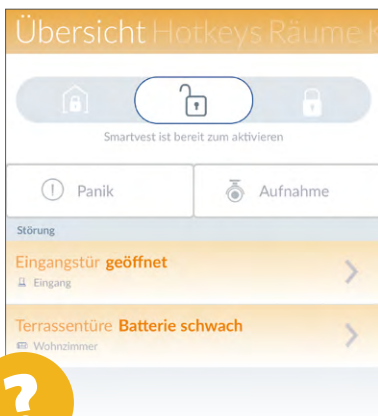 Übersicht Hotkeys Räume K
Smartvest ist bereit zum aktivieren
Panik
Aufnahme
Störung
Eingangstür geöffnet
Eingang
Terrassentüre Batterie schwach
Wohnzimmer
?